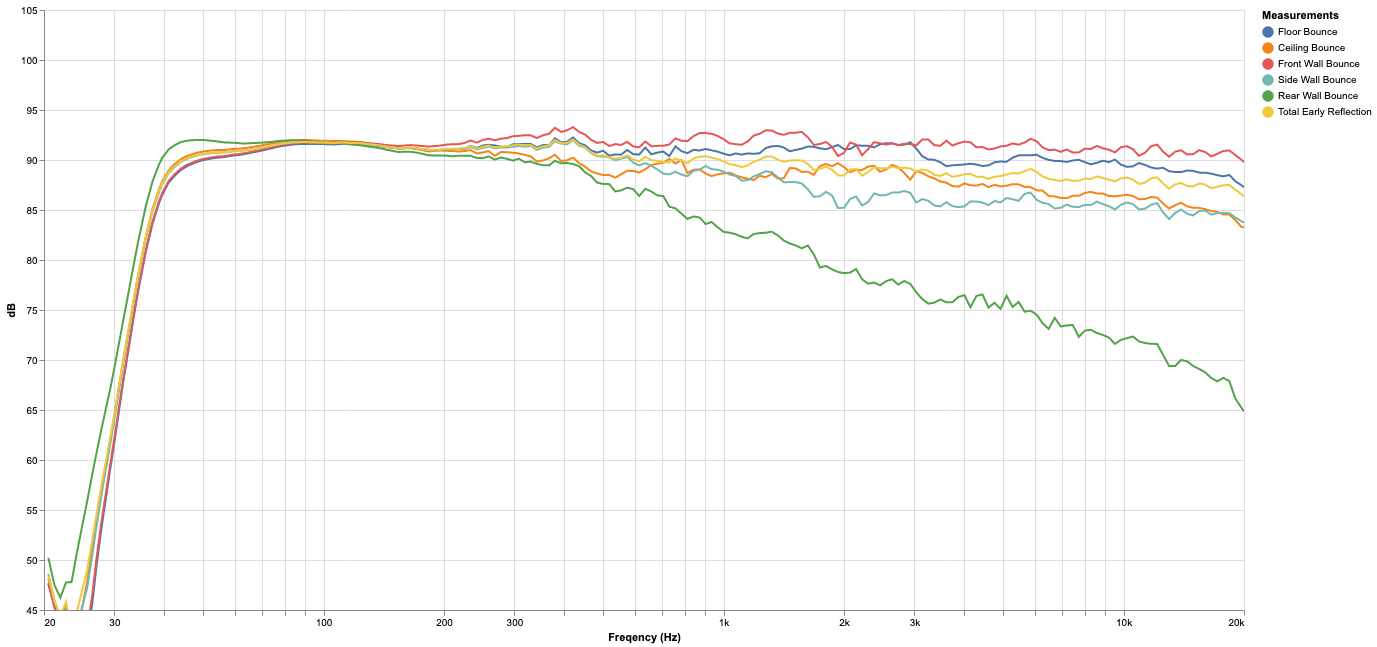 105
100
95
90
85
80
75
70
65
60
55
50
45
dB
20 30 100 200 300 1k 2k 3k 10k 20k
Freqency (Hz)
Measurements
Floor Bounce
Ceiling Bounce
Front Wall Bounce
Side Wall Bounce
Rear Wall Bounce
Total Early Reflection